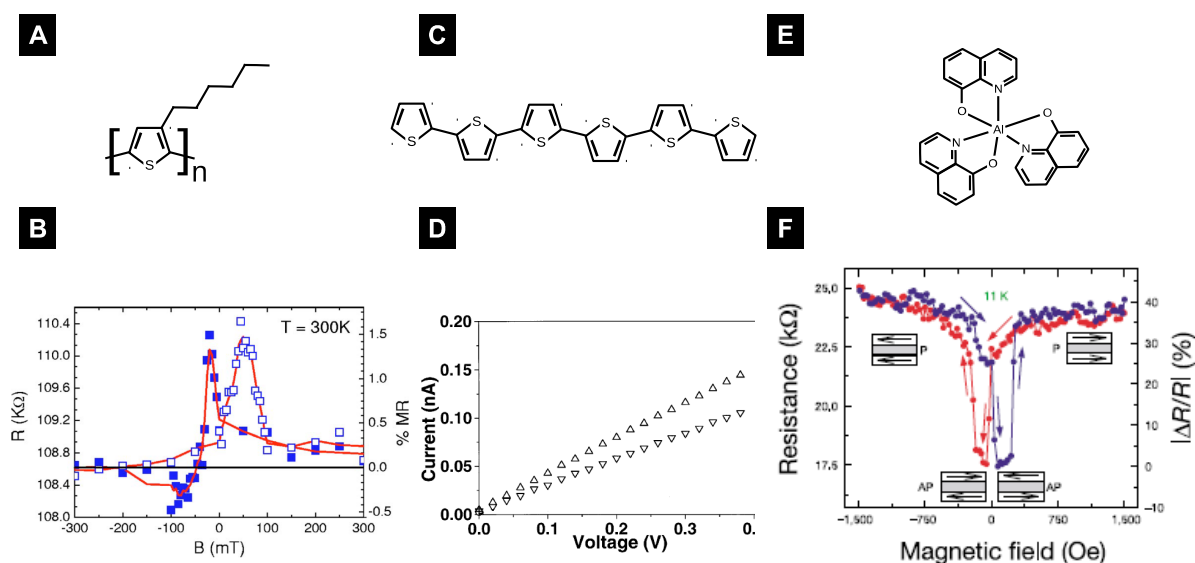 A
C
E
[ S ]n
S S S S S S
N
O
O
Al
N
N
O
B
D
F
T = 300K
110.4
110.0
109.6
109.2
108.8
108.4
108.0
R (KΩ)
1.5
1.0
0.5
0.0
-0.5
% MR
-300 -200 -100 0 100 200 300
B (mT)
0.20
0.15
0.10
0.05
0.00
Current (nA)
0.0 0.1 0.2 0.3 0.
Voltage (V)
25,0
22,5
20,0
17,5
Resistance (kΩ)
11 K
P
P
AP
AP
40
30
20
10
0
–10
|ΔR/R| (%)
–1,500 –750 0 750 1,500
Magnetic field (Oe)